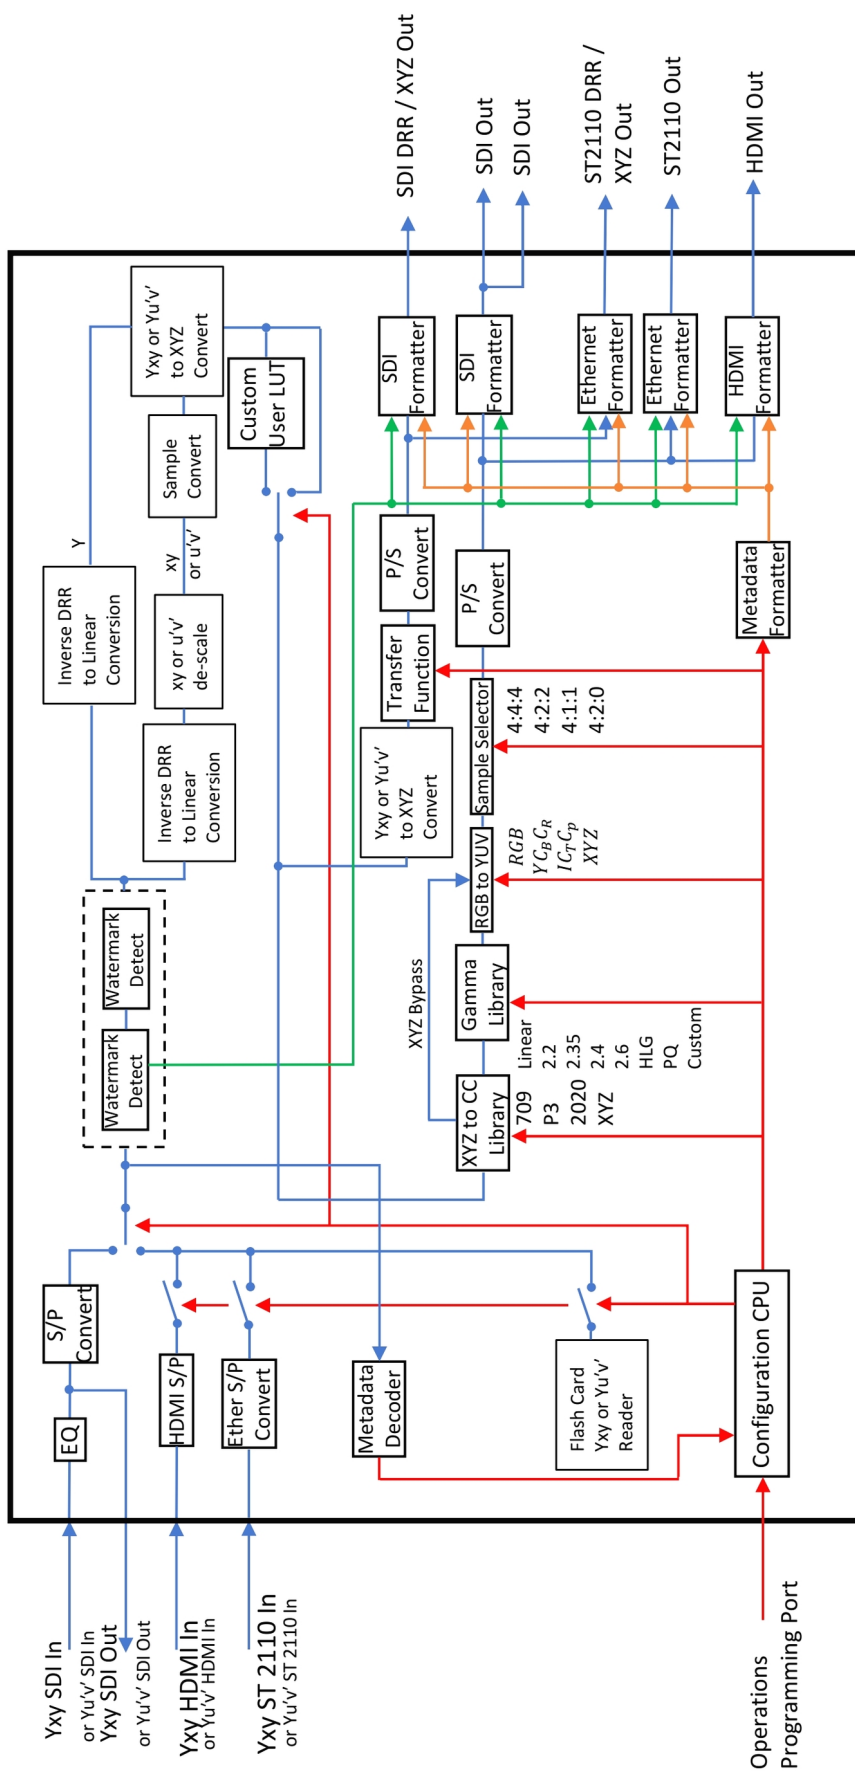 Yxy SDI In
or Yu'v' SDI In
Yxy SDI Out
or Yu'v' SDI Out
Yxy HDMI In
or Yu'v' HDMI In
Yxy ST 2110 In
or Yu'v' ST 2110 In
Operations
Programming Port
EQ
S/P
Convert
HDMI S/P
Ether S/P
Convert
Metadata
Decoder
Flash Card
Yxy or Yu'v'
Reader
Configuration CPU
Watermark
Detect
Watermark
Detect
Inverse DRR
to Linear
Conversion
Y
Inverse DRR
to Linear
Conversion
xy or u'v'
de-scale
xy
or u'v'
Sample
Convert
Yxy or Yu'v'
to XYZ
Convert
Custom
User LUT
XYZ to CC
Library
709
P3
2020
XYZ
XYZ Bypass
Gamma
Library
Linear
2.2
2.35
2.4
2.6
HLG
PQ
Custom
RGB to YUV
RGB
YC_BC_R
IC_TC_p
XYZ
Sample Selector
4:4:4
4:2:2
4:1:1
4:2:0
Yxy or Yu'v'
to XYZ
Convert
Transfer
Function
P/S
Convert
P/S
Convert
Metadata
Formatter
SDI
Formatter
SDI
Formatter
Ethernet
Formatter
Ethernet
Formatter
HDMI
Formatter
SDI DRR / XYZ Out
SDI Out
SDI Out
ST2110 DRR /
XYZ Out
ST2110 Out
HDMI Out